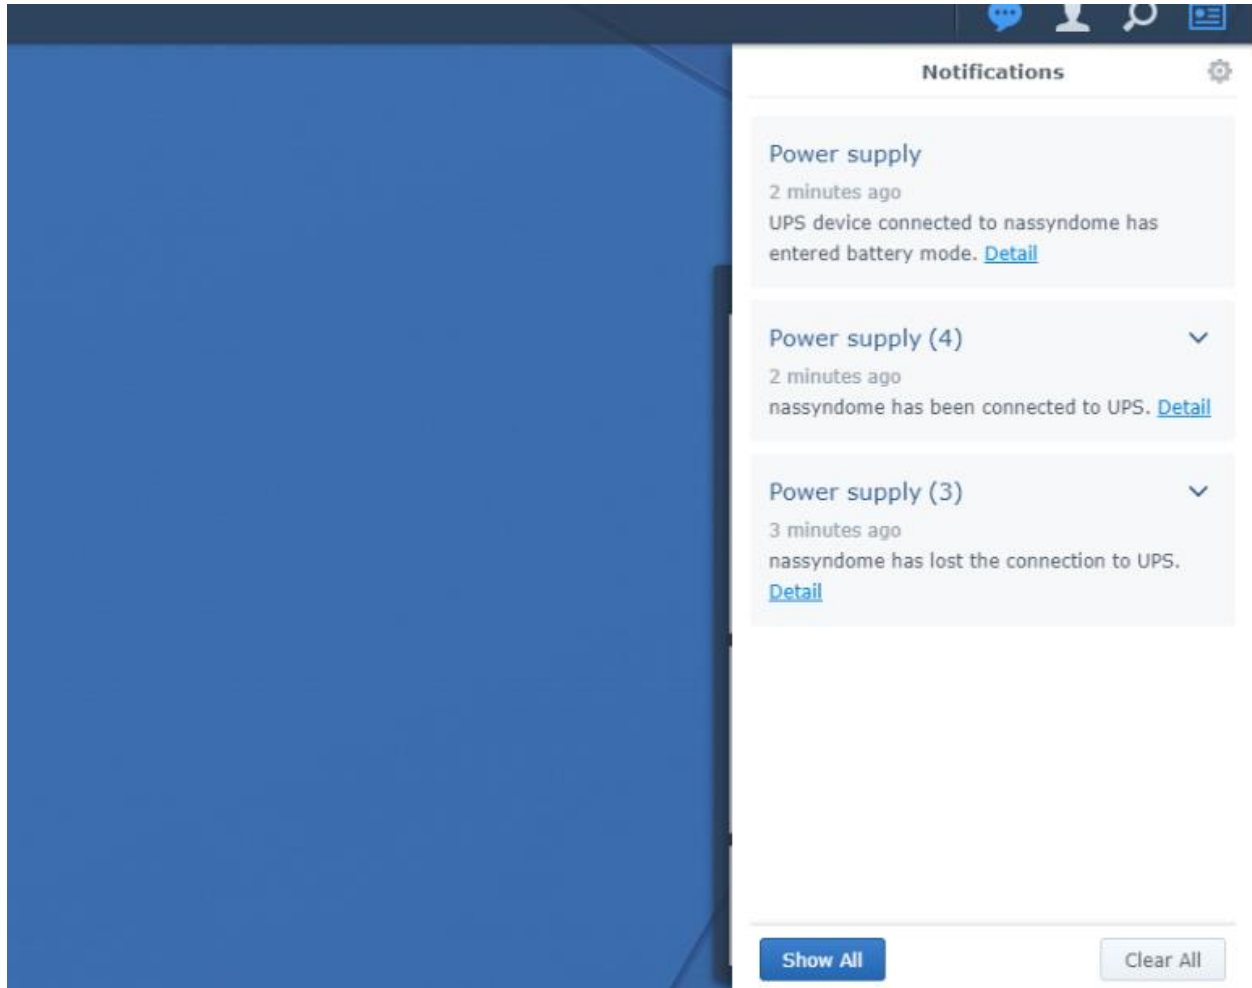 Notifications
Power supply
2 minutes ago
UPS device connected to nassyndome has
entered battery mode. Detail
Power supply (4)
2 minutes ago
nassyndome has been connected to UPS. Detail
Power supply (3)
3 minutes ago
nassyndome has lost the connection to UPS.
Detail
Show All
Clear All